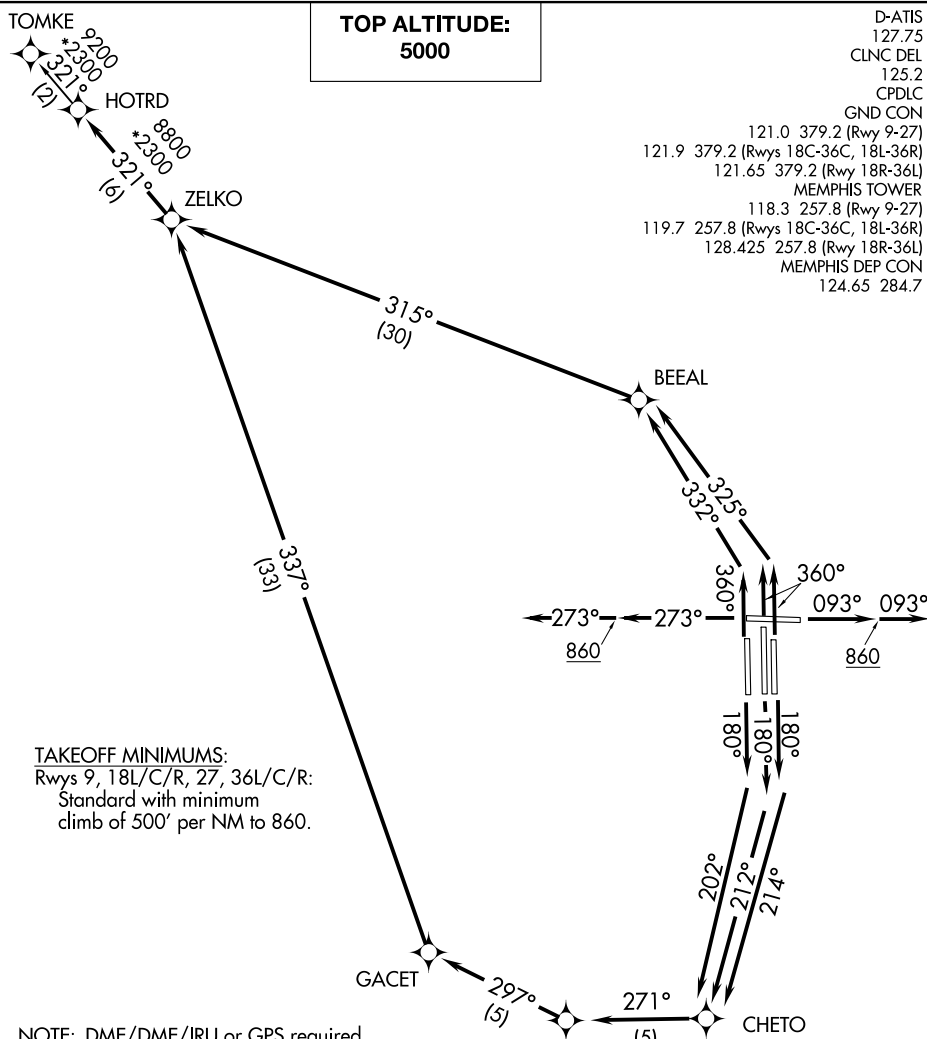 TOP ALTITUDE:
5000
D-ATIS
127.75
CLNC DEL
125.2
CPDLC
GND CON
121.0 379.2 (Rwy 9-27)
121.9 379.2 (Rwys 18C-36C, 18L-36R)
121.65 379.2 (Rwy 18R-36L)
MEMPHIS TOWER
118.3 257.8 (Rwy 9-27)
119.7 257.8 (Rwys 18C-36C, 18L-36R)
128.425 257.8 (Rwy 18R-36L)
MEMPHIS DEP CON
124.65 284.7
TOMKE
9200
*2300
321°
(2)
HOTRD
8800
*2300
321°
(6)
ZELKO
315°
(30)
BEEAL
325°
332°
337°
(33)
360°
360°
273°
273°
093°
093°
860
860
180°
180°
180°
TAKEOFF MINIMUMS:
Rwys 9, 18L/C/R, 27, 36L/C/R:
Standard with minimum
climb of 500' per NM to 860.
202°
212°
214°
GACET
297°
(5)
271°
(5)
CHETO
NOTE: DME/DME/IRU or GPS required